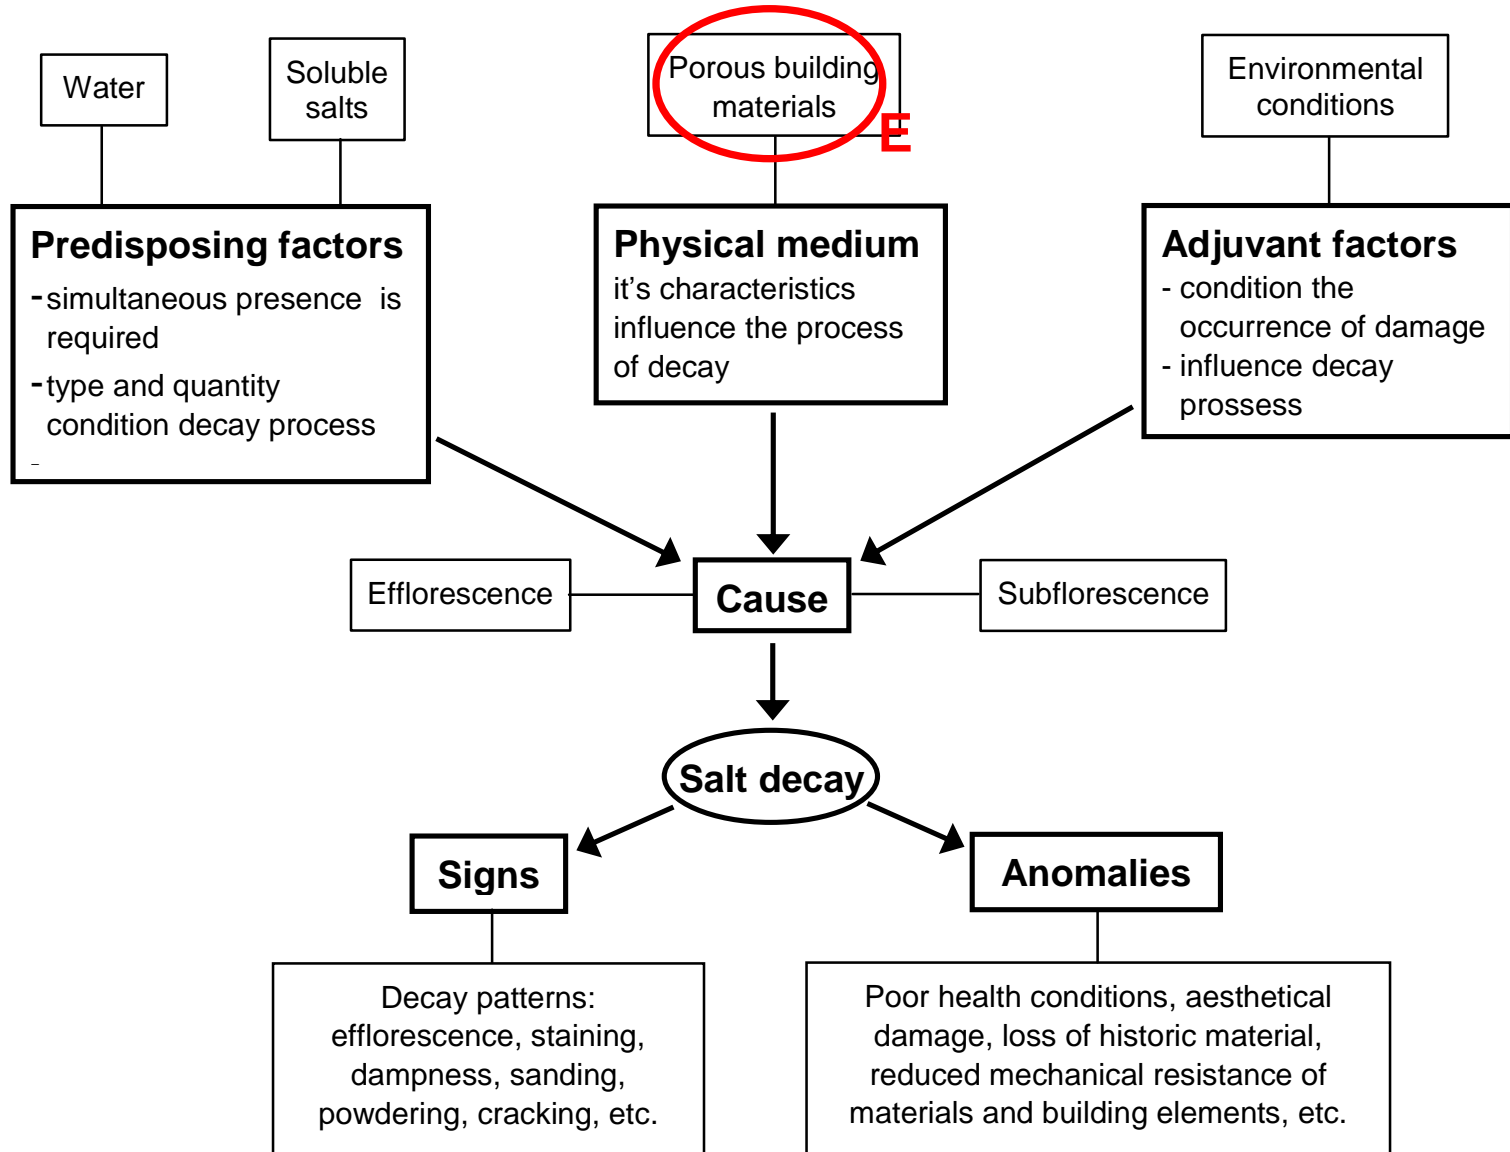 Water
Soluble
salts
Porous building
materials
E
Environmental
conditions
Predisposing factors
-simultaneous presence is
required
-type and quantity
condition decay process
-
Physical medium
it's characteristics
influence the process
of decay
Adjuvant factors
- condition the
occurrence of damage
- influence decay
prossess
Efflorescence
Cause
Subflorescence
Salt decay
Signs
Anomalies
Decay patterns:
efflorescence, staining,
dampness, sanding,
powdering, cracking, etc.
Poor health conditions, aesthetical
damage, loss of historic material,
reduced mechanical resistance of
materials and building elements, etc.